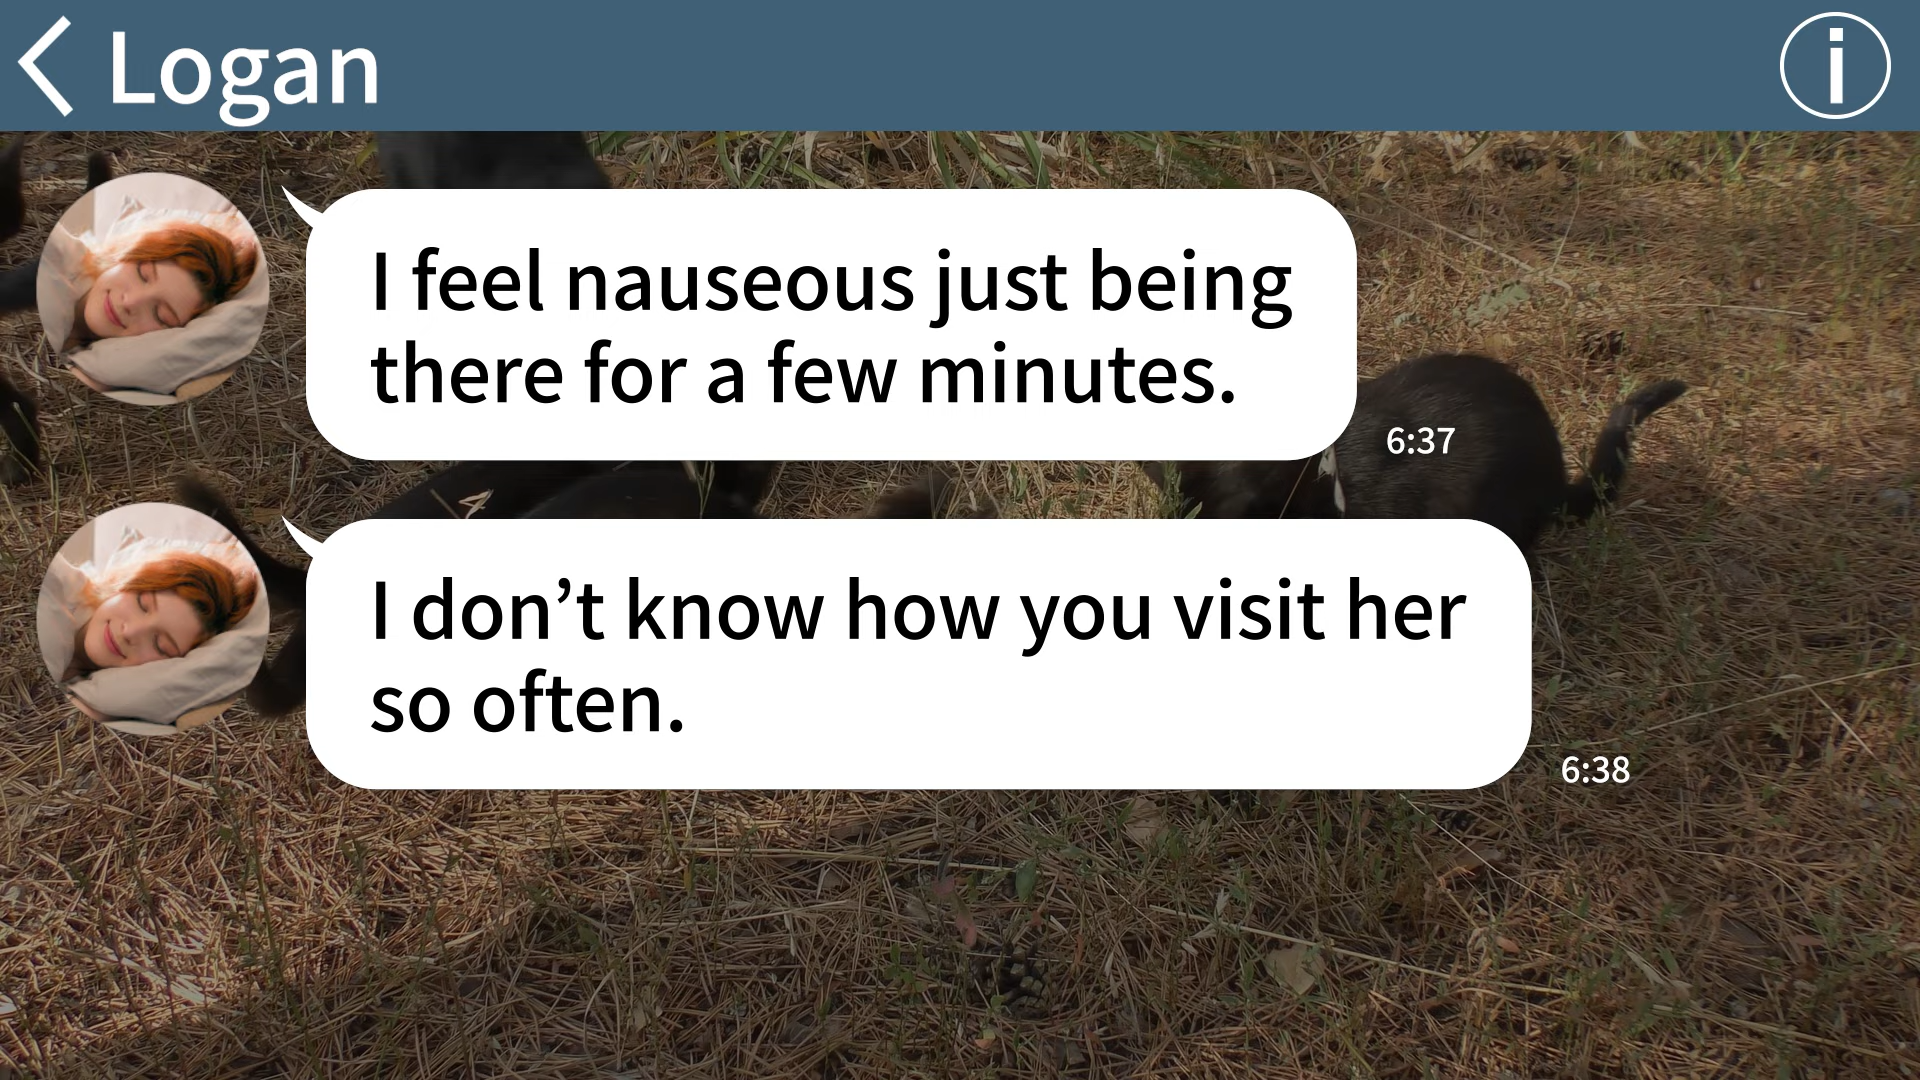 Logan
I feel nauseous just being
there for a few minutes.
6:37
I don’t know how you visit her
so often.
6:38